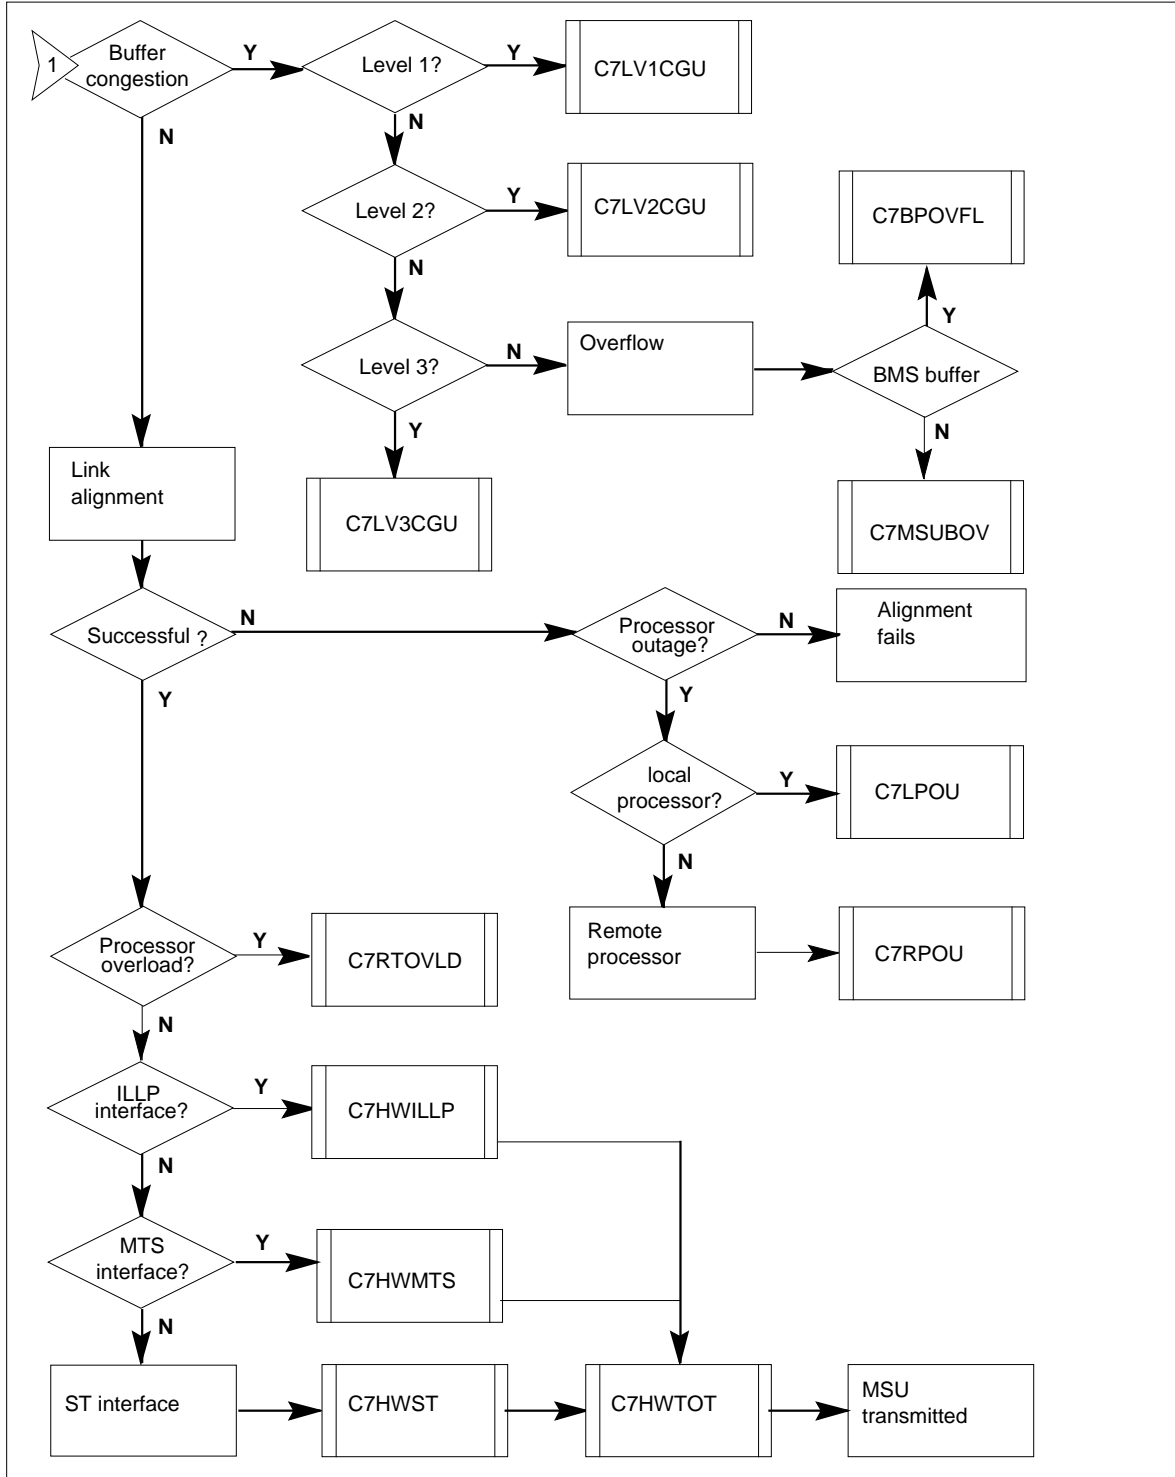 1
Buffer
congestion
Y
Level 1?
Y
C7LV1CGU
N
N
Level 2?
Y
C7LV2CGU
C7BPOVFL
N
Y
Level 3?
N
Overflow
BMS buffer
Y
N
Link
alignment
C7LV3CGU
C7MSUBOV
Successful ?
N
Processor
outage?
N
Alignment
fails
Y
Y
local
processor?
Y
C7LPOU
N
Processor
overload?
Y
C7RTOVLD
Remote
processor
C7RPOU
N
ILLP
interface?
Y
C7HWILLP
N
MTS
interface?
Y
C7HWMTS
N
ST interface
C7HWST
C7HWTOT
MSU
transmitted